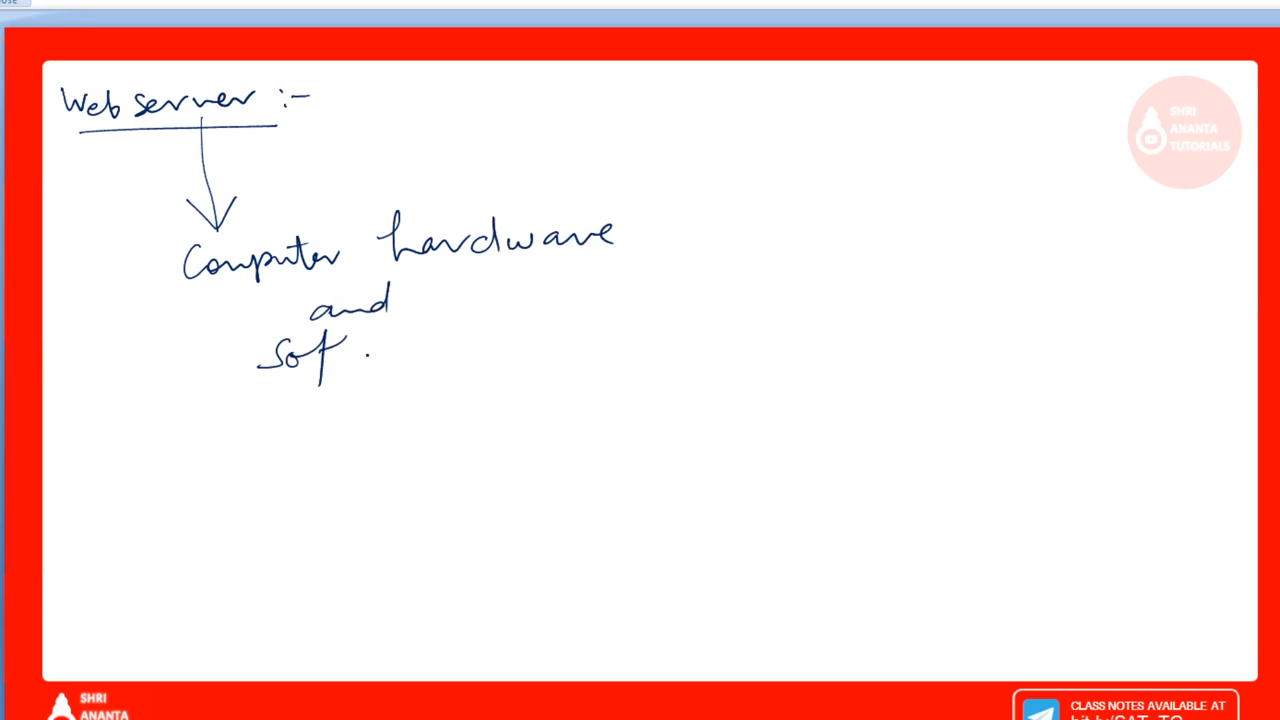 Web server :-
Computer hardware
and
Sof
SHRI
ANANTA
TUTORIALS
SHRI
ANANTA
CLASS NOTES AVAILABLE AT